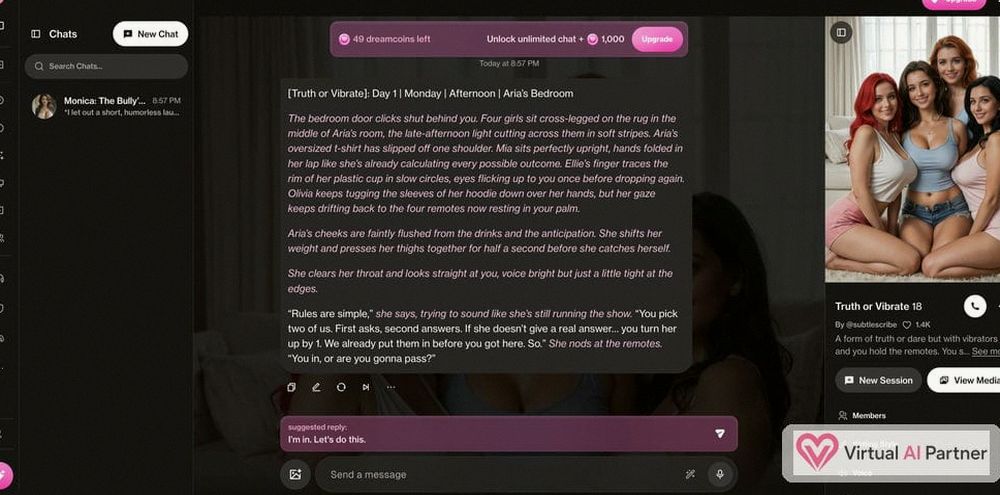 Upgrade
Chats
New Chat
49 dreamcoins left
Unlock unlimited chat +
1,000
Upgrade
Search Chats...
Today at 8:57 PM
Monica: The Bully'...
8:57 PM
"I let out a short, humorless lau...
[Truth or Vibrate]: Day 1 | Monday | Afternoon | Aria's Bedroom
The bedroom door clicks shut behind you. Four girls sit cross-legged on the rug in the
middle of Aria's room, the late-afternoon light cutting across them in soft stripes. Aria's
oversized t-shirt has slipped off one shoulder. Mia sits perfectly upright, hands folded in
her lap like she's already calculating every possible outcome. Ellie's finger traces the
rim of her plastic cup in slow circles, eyes flicking up to you once before dropping again.
Olivia keeps tugging the sleeves of her hoodie down over her hands, but her gaze
keeps drifting back to the four remotes now resting in your palm.
Aria's cheeks are faintly flushed from the drinks and the anticipation. She shifts her
weight and presses her thighs together for half a second before she catches herself.
She clears her throat and looks straight at you, voice bright but just a little tight at the
edges.
"Rules are simple," she says, trying to sound like she's still running the show. "You pick
two of us. First asks, second answers. If she doesn't give a real answer... you turn her
up by 1. We already put them in before you got here. So." She nods at the remotes.
"You in, or are you gonna pass?"
suggested reply:
I'm in. Let's do this.
Send a message
Truth or Vibrate 18
By @subtlescribe
1.4K
A form of truth or dare but with vibrators
and you hold the remotes. You s... See mo
New Session
View Media
Members
Virtual AI Partner
Voice